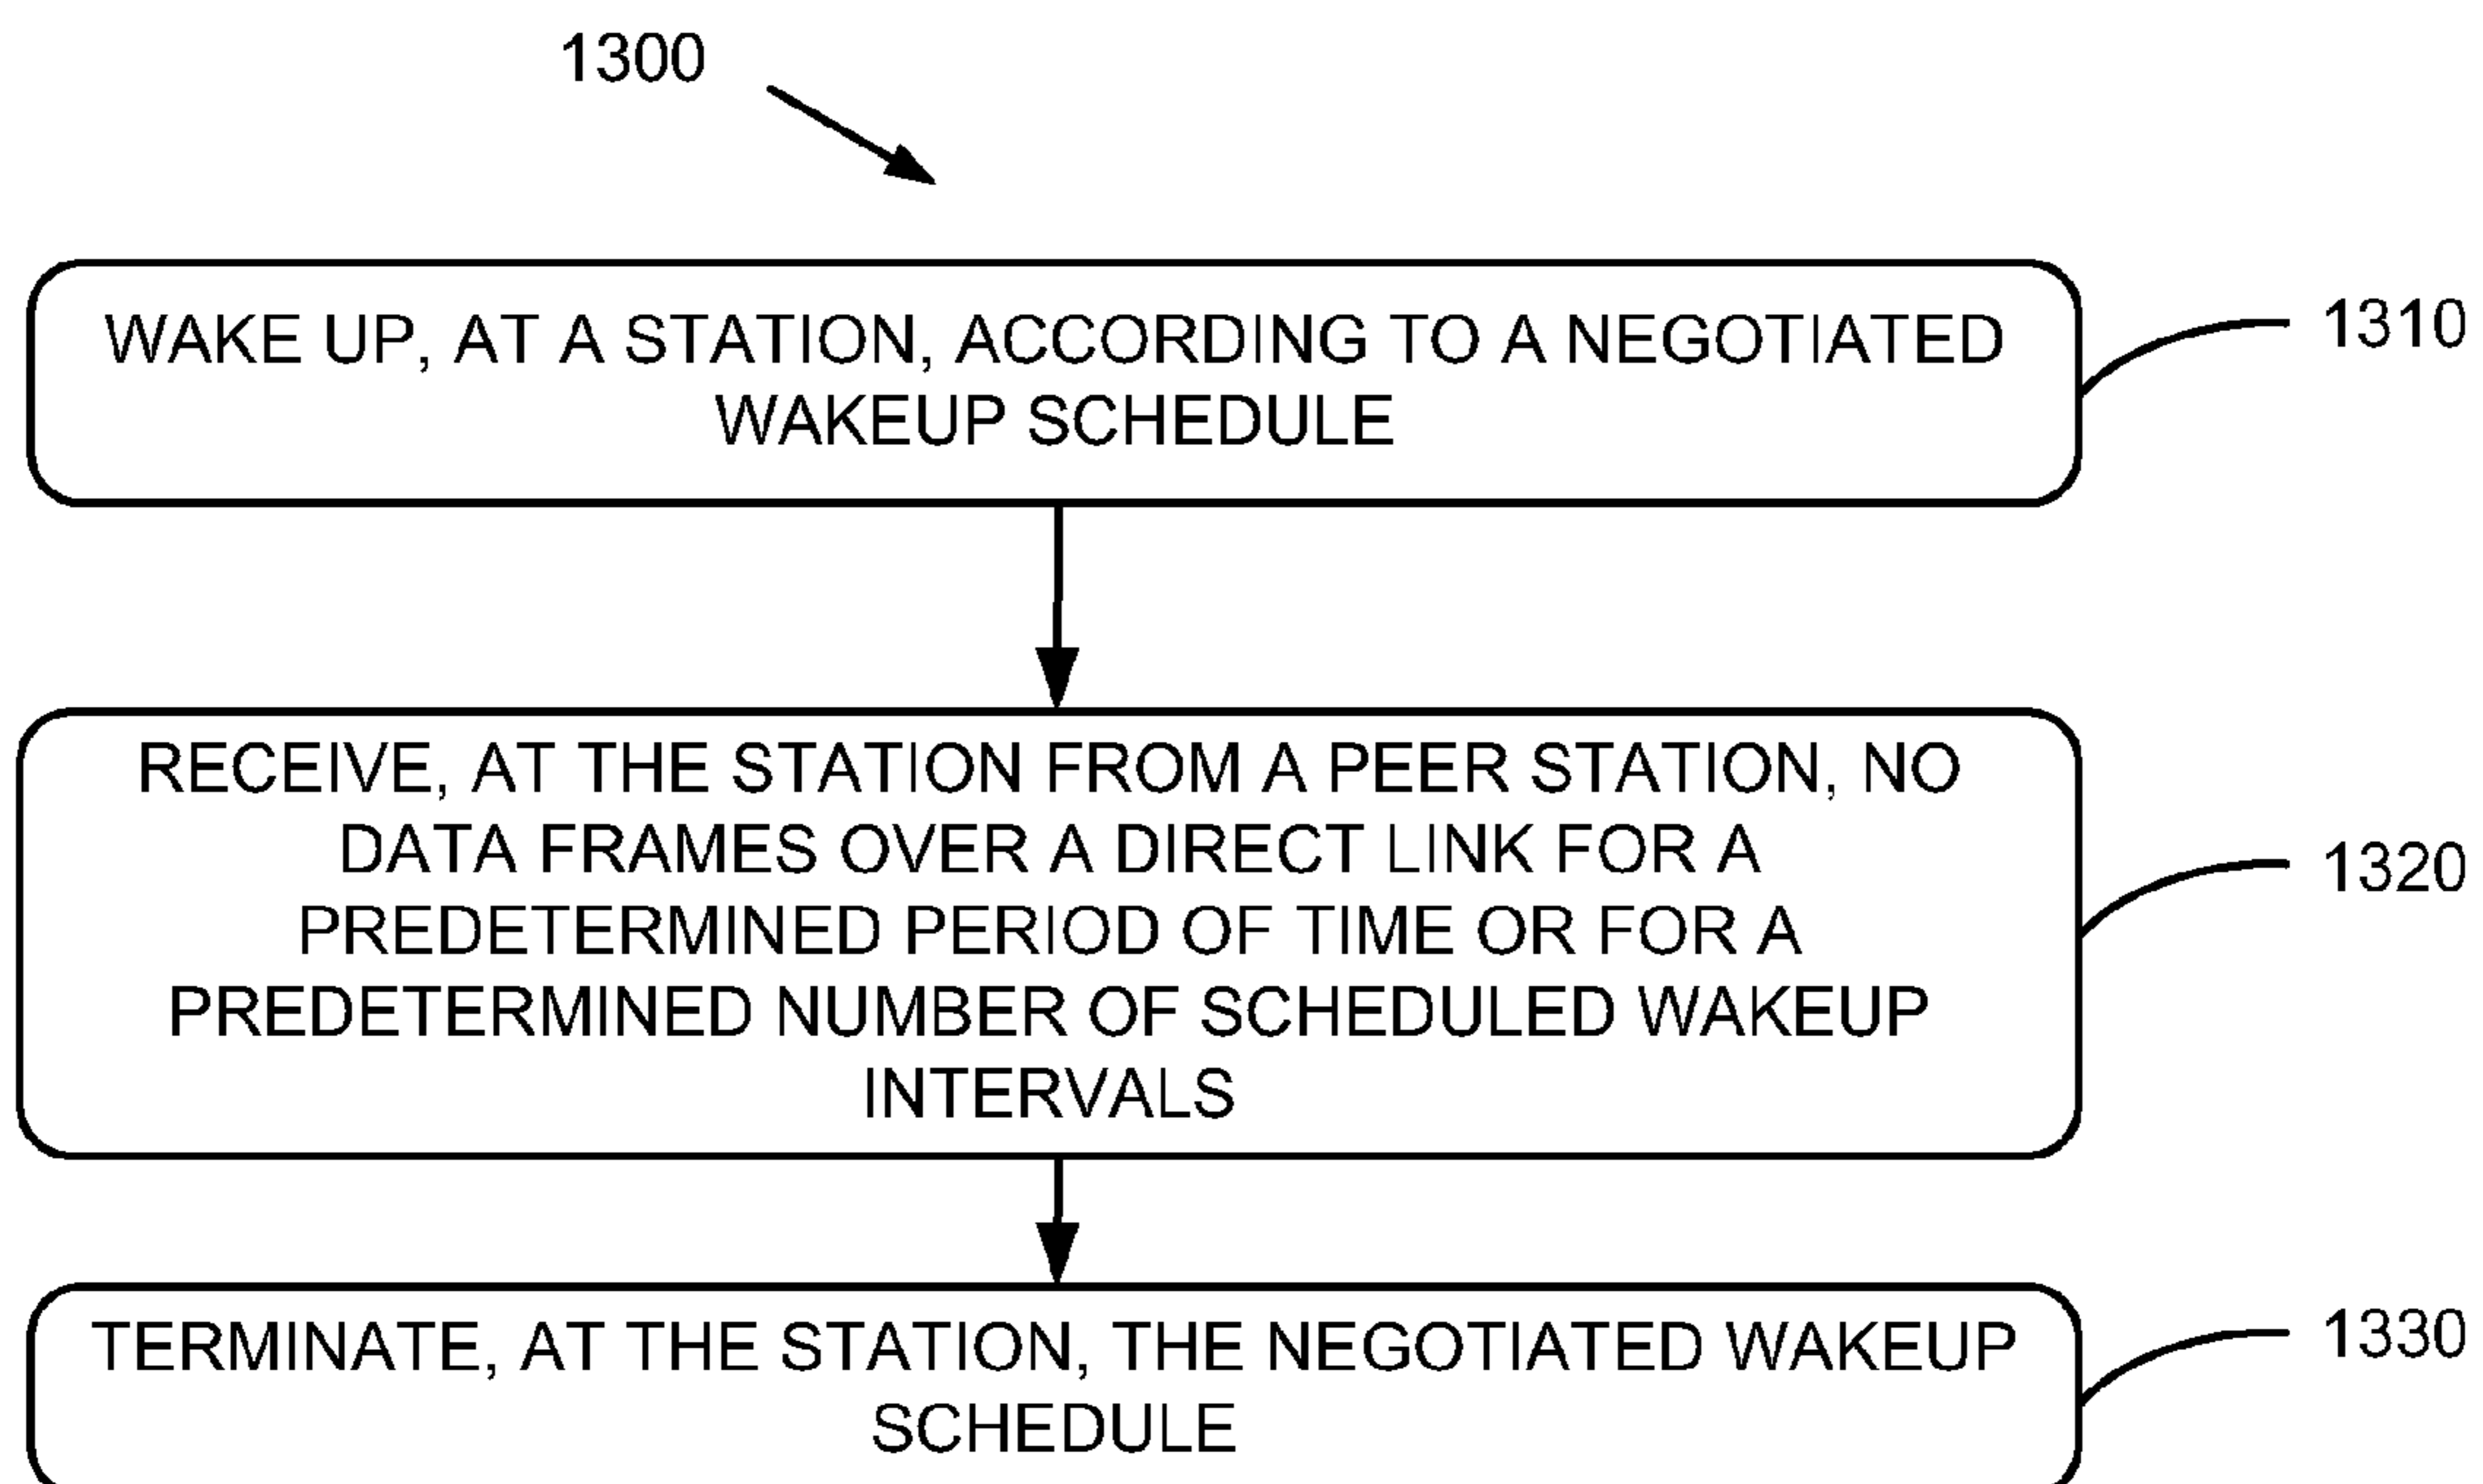 1300
WAKE UP, AT A STATION, ACCORDING TO A NEGOTIATED
WAKEUP SCHEDULE
1310
RECEIVE, AT THE STATION FROM A PEER STATION, NO
DATA FRAMES OVER A DIRECT LINK FOR A
PREDETERMINED PERIOD OF TIME OR FOR A
PREDETERMINED NUMBER OF SCHEDULED WAKEUP
INTERVALS
1320
TERMINATE, AT THE STATION, THE NEGOTIATED WAKEUP
SCHEDULE
1330